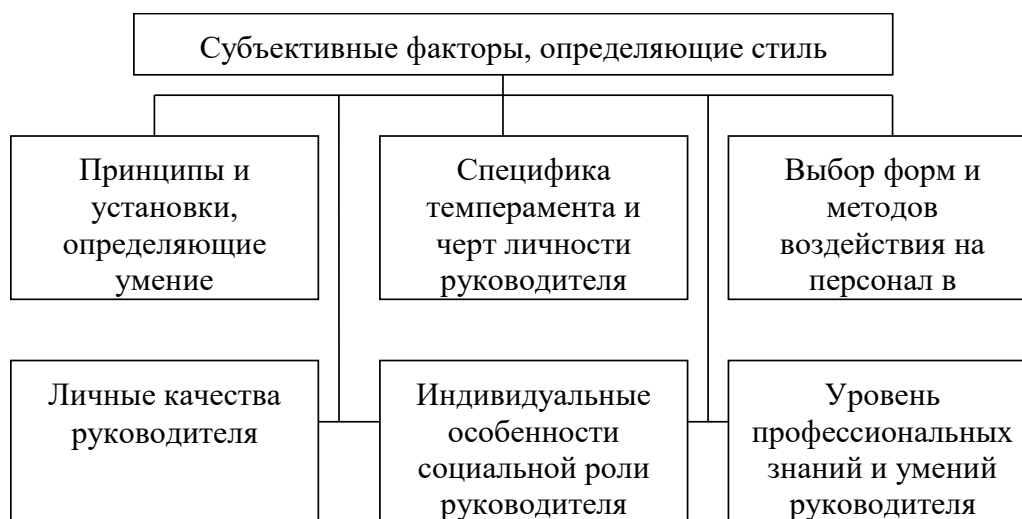 Субъективные факторы, определяющие стиль
Принципы и
установки,
определяющие
умение
Специфика
темперамента и
черт личности
руководителя
Выбор форм и
методов
воздействия на
персонал в
Личные качества
руководителя
Индивидуальные
особенности
социальной роли
руководителя
Уровень
профессиональных
знаний и умений
руководителя